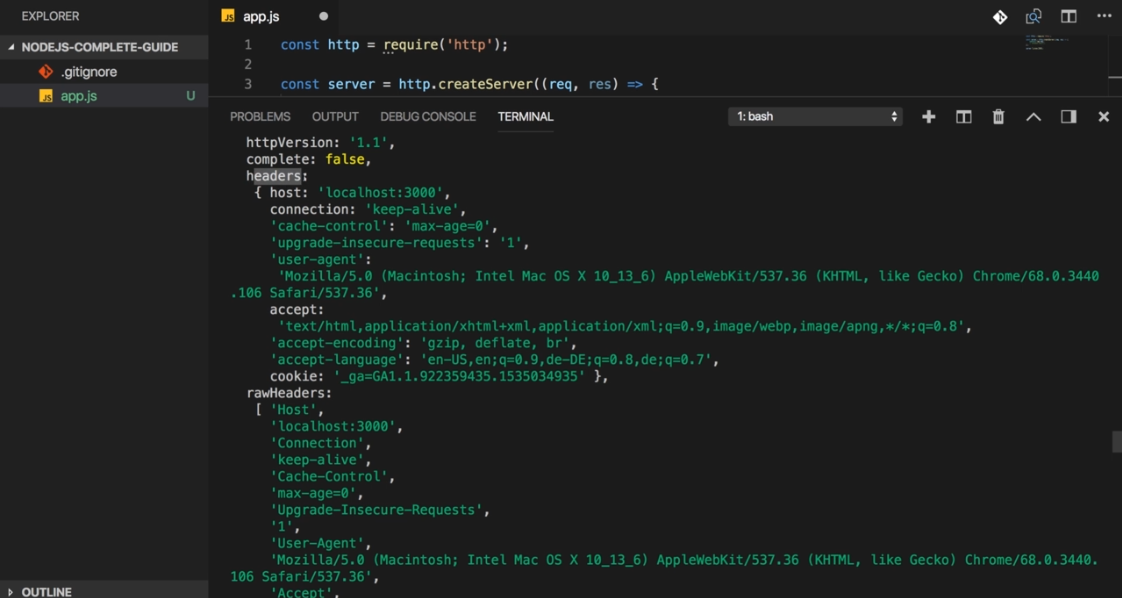 EXPLORER
NODEJS-COMPLETE-GUIDE
.gitignore
JS app.js U
OUTLINE
JS app.js
1 const http = require('http');
2
3 const server = http.createServer((req, res) => {
PROBLEMS OUTPUT DEBUG CONSOLE TERMINAL 1: bash
httpVersion: '1.1',
complete: false,
headers:
{ host: 'localhost:3000',
connection: 'keep-alive',
'cache-control': 'max-age=0',
'upgrade-insecure-requests': '1',
'user-agent':
'Mozilla/5.0 (Macintosh; Intel Mac OS X 10_13_6) AppleWebKit/537.36 (KHTML, like Gecko) Chrome/68.0.3440
.106 Safari/537.36',
accept:
'text/html,application/xhtml+xml,application/xml;q=0.9,image/webp,image/apng,*/*;q=0.8',
'accept-encoding': 'gzip, deflate, br',
'accept-language': 'en-US,en;q=0.9,de-DE;q=0.8,de;q=0.7',
cookie: '_ga=GA1.1.922359435.1535034935' },
rawHeaders:
[ 'Host',
'localhost:3000',
'Connection',
'keep-alive',
'Cache-Control',
'max-age=0',
'Upgrade-Insecure-Requests',
'1',
'User-Agent',
'Mozilla/5.0 (Macintosh; Intel Mac OS X 10_13_6) AppleWebKit/537.36 (KHTML, like Gecko) Chrome/68.0.3440.
106 Safari/537.36',
'Accept',